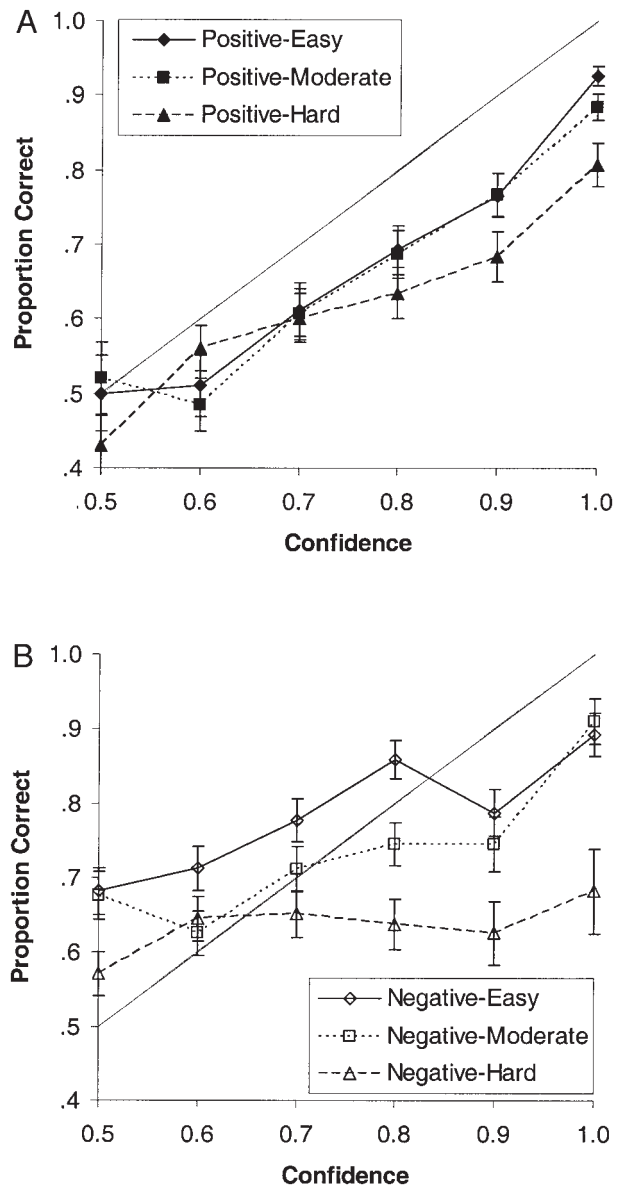 A
1.0
.9
.8
.7
.6
.5
.4
Proportion Correct
Positive-Easy
Positive-Moderate
Positive-Hard
0.5 0.6 0.7 0.8 0.9 1.0
Confidence
B
1.0
.9
.8
.7
.6
.5
.4
Proportion Correct
Negative-Easy
Negative-Moderate
Negative-Hard
0.5 0.6 0.7 0.8 0.9 1.0
Confidence